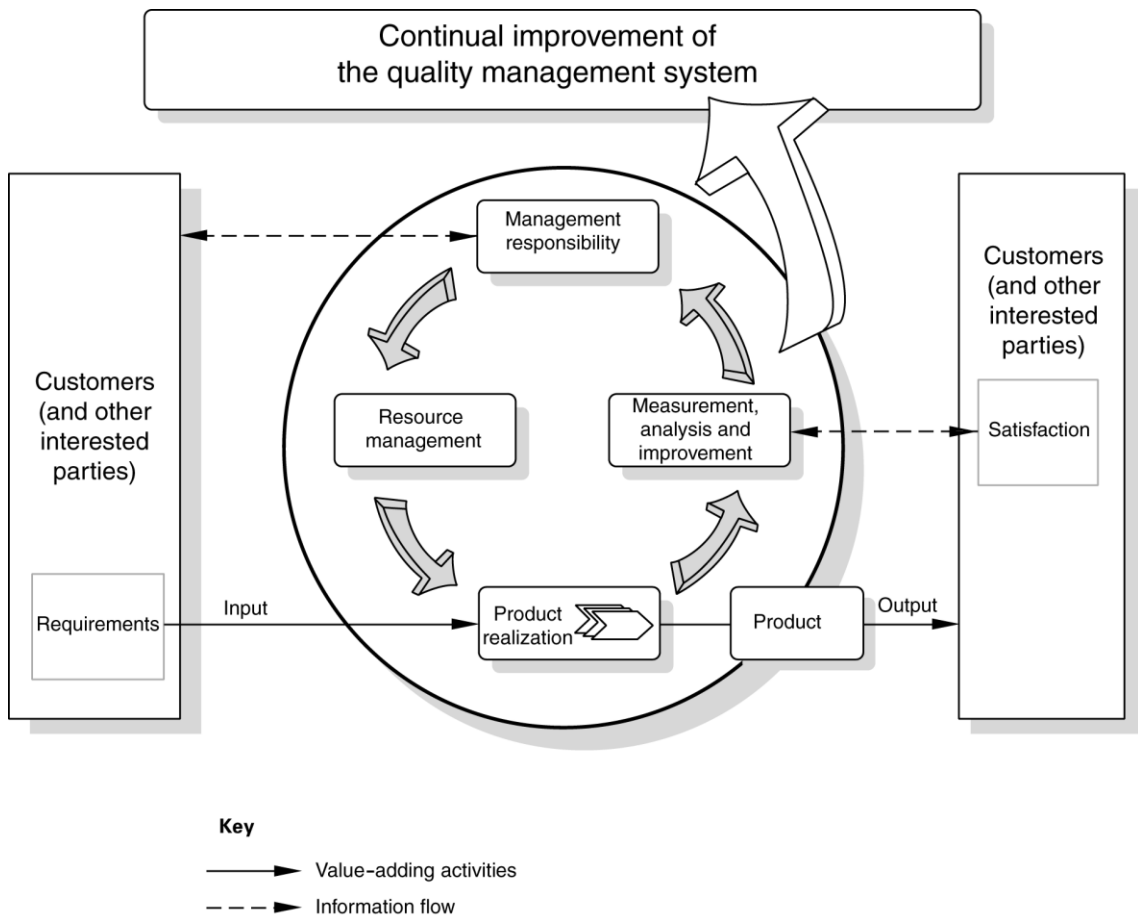 Continual improvement of
the quality management system
Management
responsibility
Customers
(and other
interested
parties)
Customers
(and other
interested
parties)
Resource
management
Measurement,
analysis and
improvement
Satisfaction
Requirements
Input
Product
realization
Product
Output
Key
Value-adding activities
Information flow